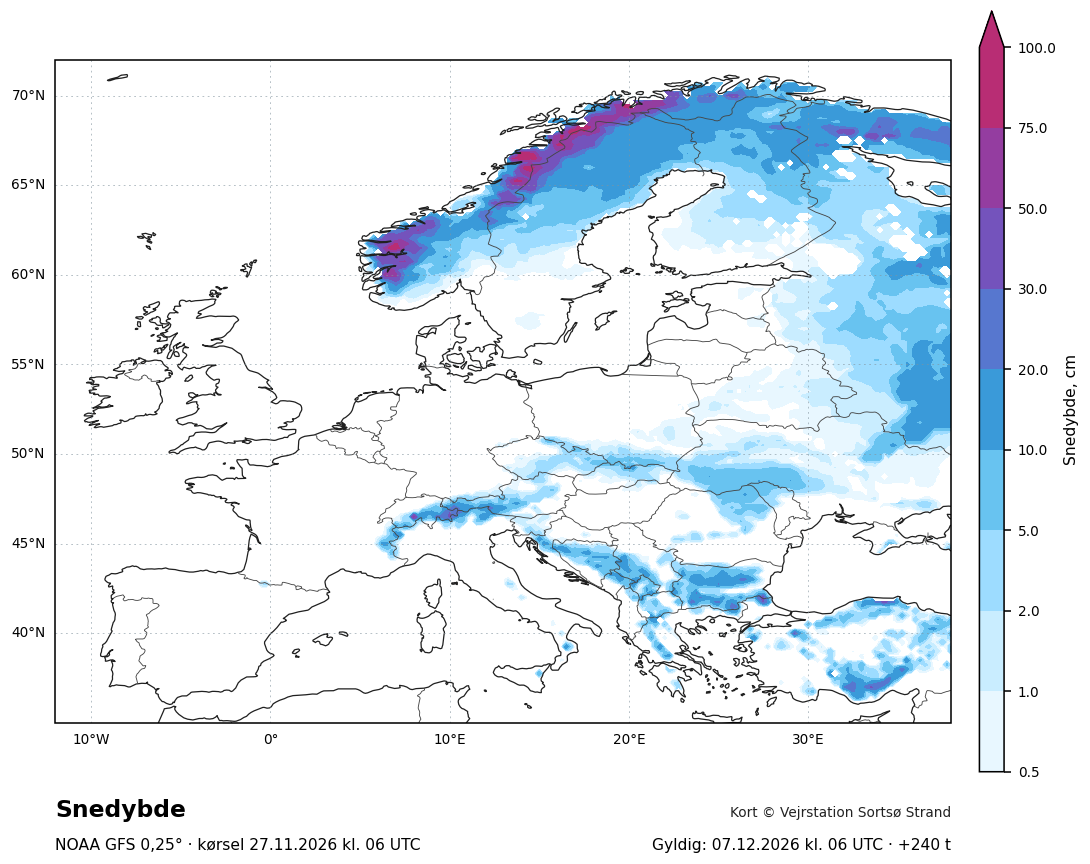 100.0
70°N
75.0
65°N
50.0
60°N
30.0
55°N
20.0
Snedybde, cm
50°N
10.0
45°N
5.0
40°N
2.0
1.0
10°W 0° 10°E 20°E 30°E
0.5
Snedybde
Kort © Vejrstation Sortsø Strand
NOAA GFS 0,25° · kørsel 27.11.2026 kl. 06 UTC
Gyldig: 07.12.2026 kl. 06 UTC · +240 t